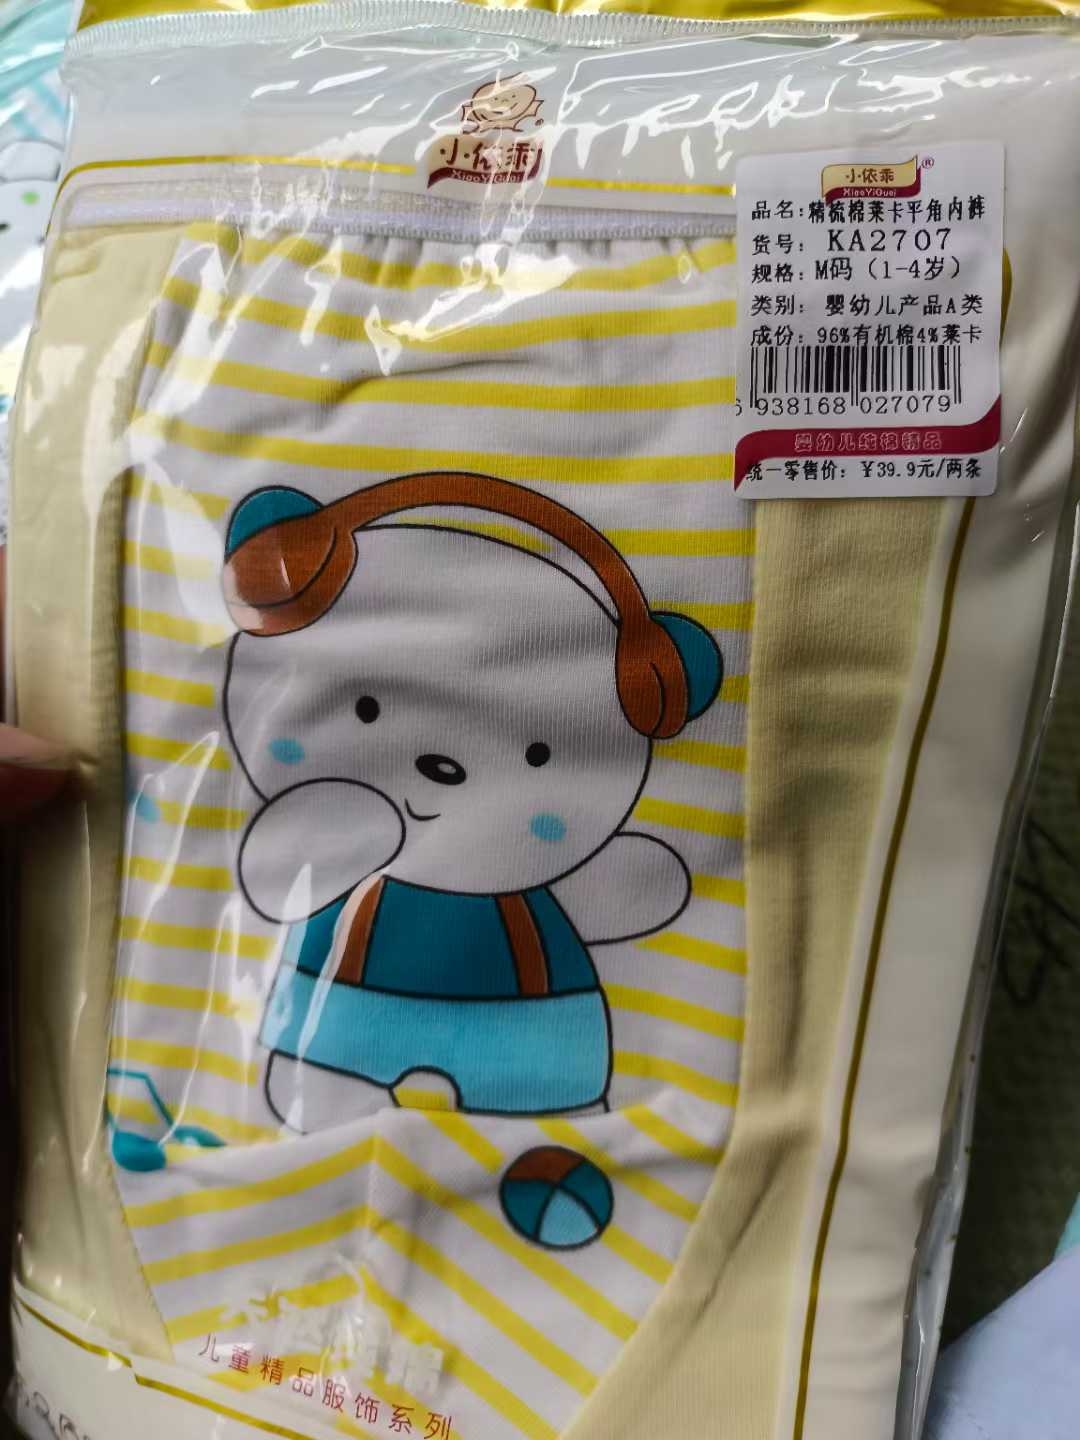 小依乖
XiaoYiGuai
小依乖®
XiaoYiGuai
品名:精梳棉莱卡平角内裤
货号: KA2707
规格:M码(1-4岁)
类别: 婴幼儿产品A类
成份: 96%有机棉4%莱卡
6 938168 027079
婴幼儿纯棉精品
统一零售价:￥39.9元/两条
儿童精品服饰系列